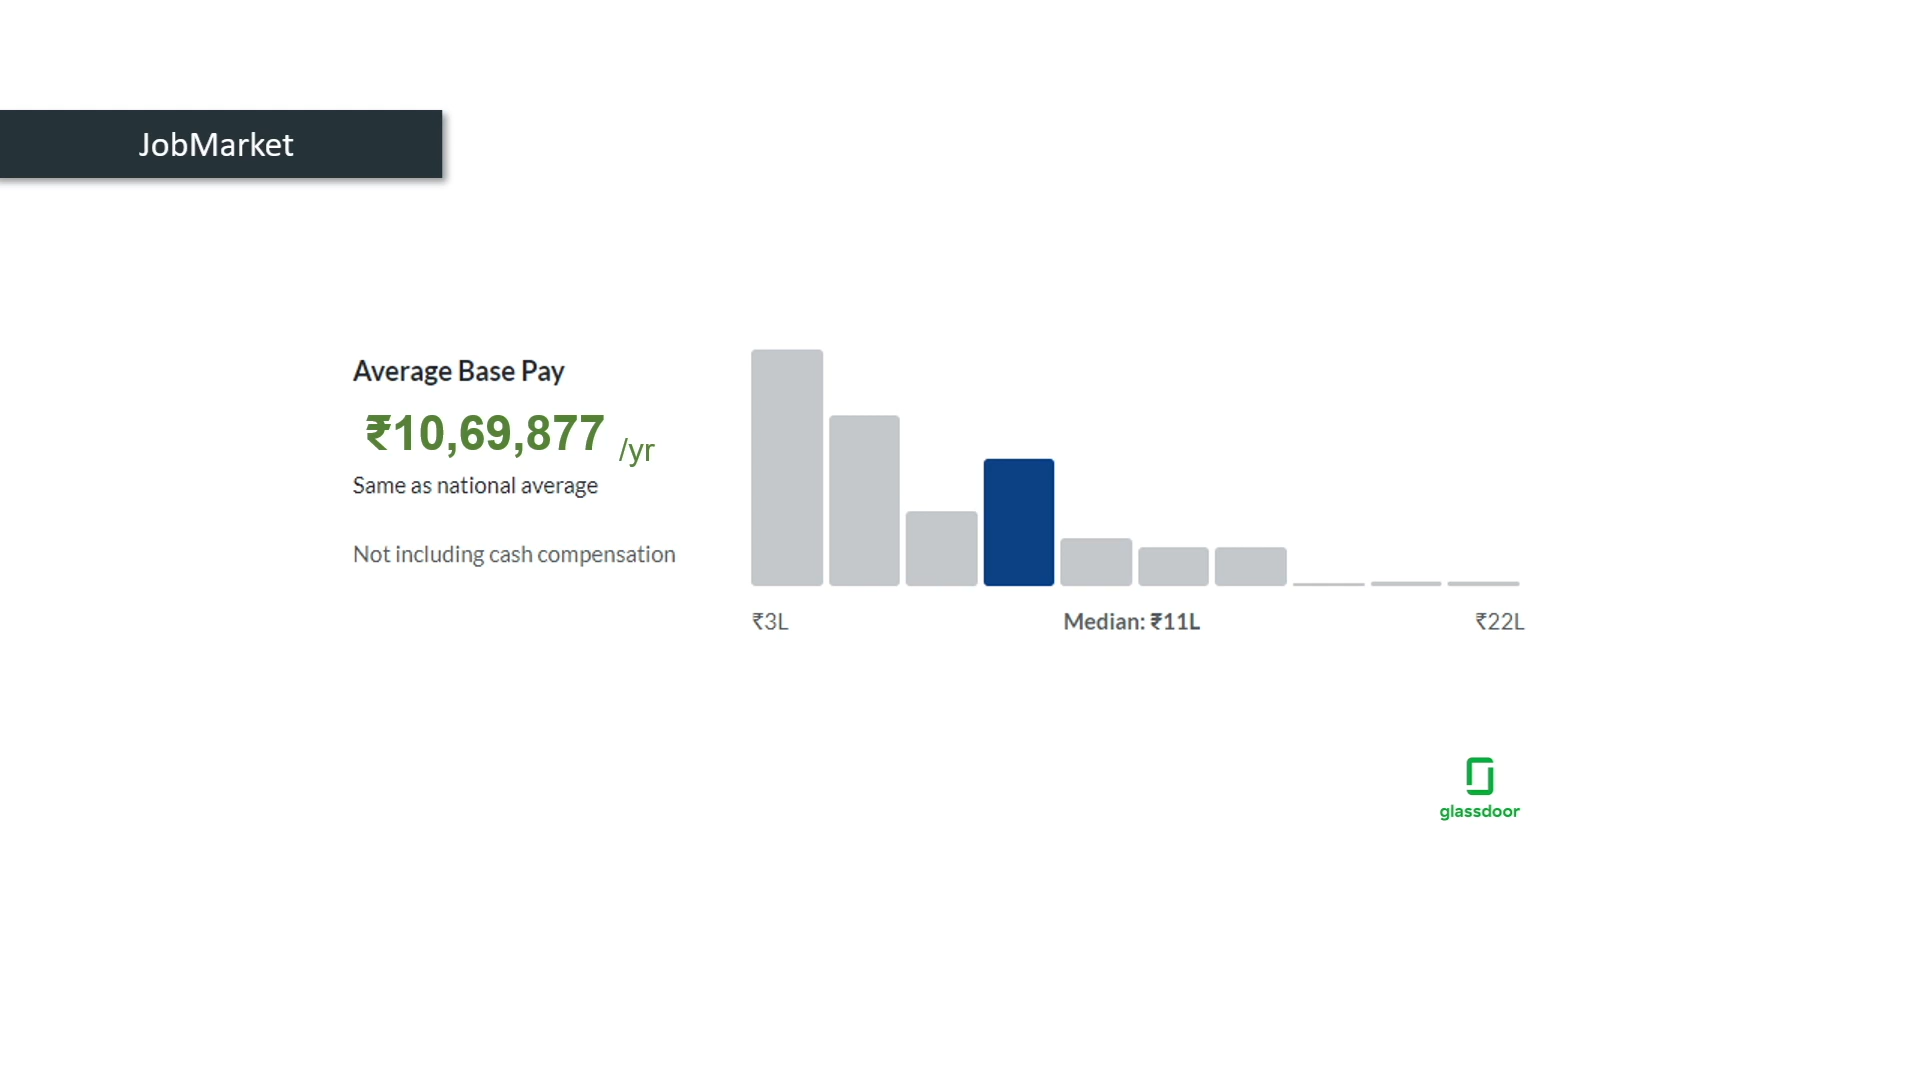 JobMarket
Average Base Pay
₹10,69,877 /yr
Same as national average
Not including cash compensation
₹3L
Median: ₹11L
₹22L
glassdoor